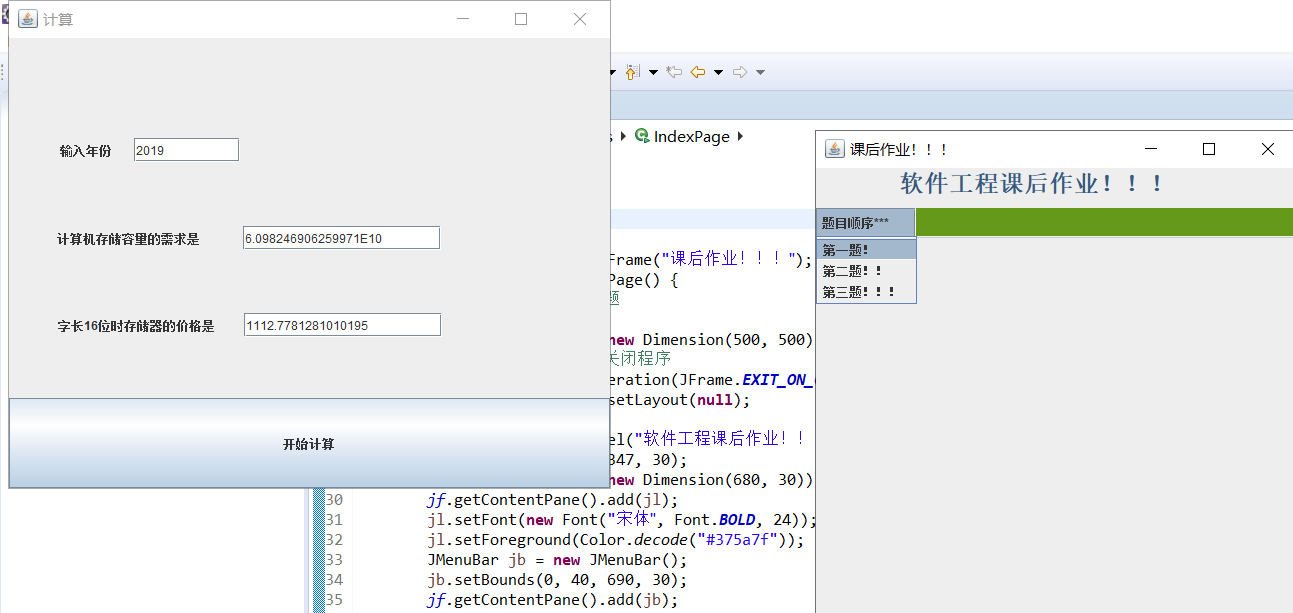 计算
输入年份
2019
计算机存储容量的需求是
6.098246906259971E10
字长16位时存储器的价格是
1112.7781281010195
开始计算
s
IndexPage
课后作业！！！
软件工程课后作业！！！
题目顺序***
第一题！
第二题！！
第三题！！！
Frame("课后作业！！！");
Page() {
题
new Dimension(500, 500)
关闭程序
eration(JFrame.EXIT_ON_
setLayout(null);
el("软件工程课后作业！！
347, 30);
new Dimension(680, 30))
30 jf.getContentPane().add(jl);
31 jl.setFont(new Font("宋体", Font.BOLD, 24));
32 jl.setForeground(Color.decode("#375a7f"));
33 JMenuBar jb = new JMenuBar();
34 jb.setBounds(0, 40, 690, 30);
35 jf.getContentPane().add(jb);